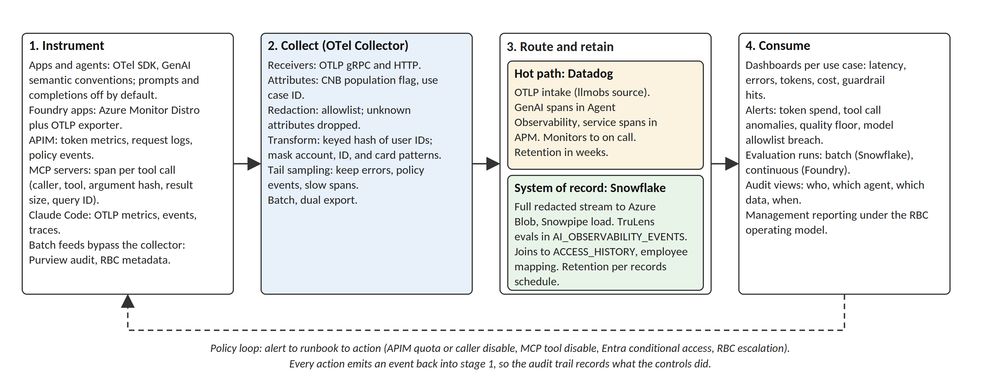 1. Instrument
Apps and agents: OTel SDK, GenAI
semantic conventions; prompts and
completions off by default.
Foundry apps: Azure Monitor Distro
plus OTLP exporter.
APIM: token metrics, request logs,
policy events.
MCP servers: span per tool call
(caller, tool, argument hash, result
size, query ID).
Claude Code: OTLP metrics, events,
traces.
Batch feeds bypass the collector:
Purview audit, RBC metadata.
2. Collect (OTel Collector)
Receivers: OTLP gRPC and HTTP.
Attributes: CNB population flag, use
case ID.
Redaction: allowlist; unknown
attributes dropped.
Transform: keyed hash of user IDs;
mask account, ID, and card patterns.
Tail sampling: keep errors, policy
events, slow spans.
Batch, dual export.
3. Route and retain
Hot path: Datadog
OTLP intake (llmobs source).
GenAI spans in Agent
Observability, service spans in
APM. Monitors to on call.
Retention in weeks.
System of record: Snowflake
Full redacted stream to Azure
Blob, Snowpipe load. TruLens
evals in AI_OBSERVABILITY_EVENTS.
Joins to ACCESS_HISTORY, employee
mapping. Retention per records
schedule.
4. Consume
Dashboards per use case: latency,
errors, tokens, cost, guardrail
hits.
Alerts: token spend, tool call
anomalies, quality floor, model
allowlist breach.
Evaluation runs: batch (Snowflake),
continuous (Foundry).
Audit views: who, which agent, which
data, when.
Management reporting under the RBC
operating model.
Policy loop: alert to runbook to action (APIM quota or caller disable, MCP tool disable, Entra conditional access, RBC escalation).
Every action emits an event back into stage 1, so the audit trail records what the controls did.